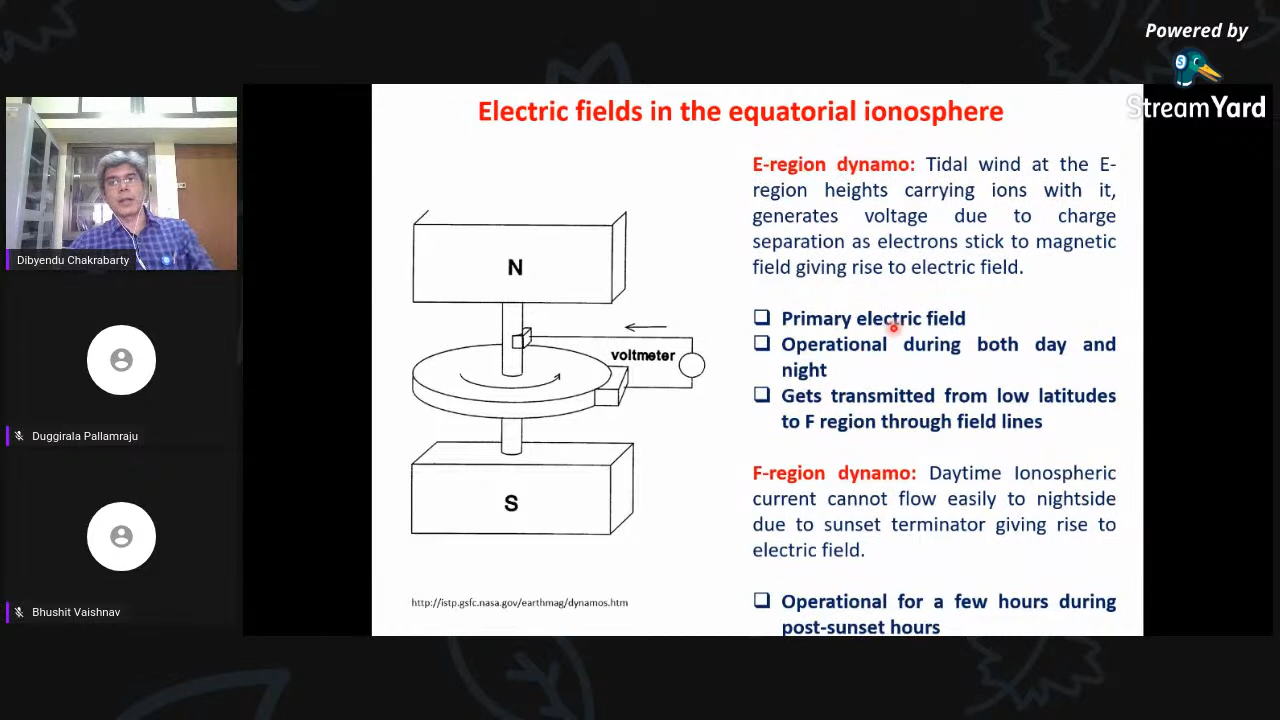 Powered by
StreamYard
Electric fields in the equatorial ionosphere
Dibyendu Chakrabarty
Duggirala Pallamraju
Bhushit Vaishnav
N
voltmeter
S
http://istp.gsfc.nasa.gov/earthmag/dynamos.htm
E-region dynamo: Tidal wind at the E-
region heights carrying ions with it,
generates voltage due to charge
separation as electrons stick to magnetic
field giving rise to electric field.
Primary electric field
Operational during both day and
night
Gets transmitted from low latitudes
to F region through field lines
F-region dynamo: Daytime Ionospheric
current cannot flow easily to nightside
due to sunset terminator giving rise to
electric field.
Operational for a few hours during
post-sunset hours